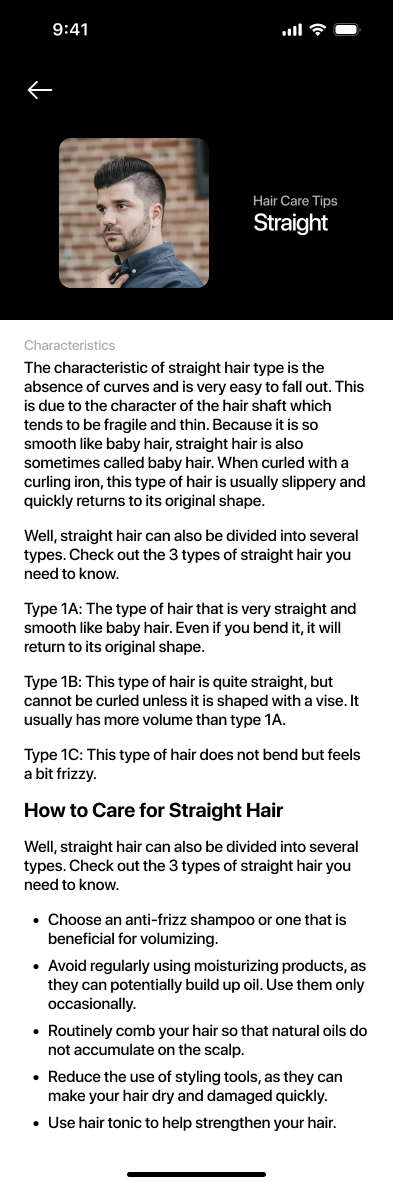 9:41
Hair Care Tips
Straight
Characteristics
The characteristic of straight hair type is the
absence of curves and is very easy to fall out. This
is due to the character of the hair shaft which
tends to be fragile and thin. Because it is so
smooth like baby hair, straight hair is also
sometimes called baby hair. When curled with a
curling iron, this type of hair is usually slippery and
quickly returns to its original shape.
Well, straight hair can also be divided into several
types. Check out the 3 types of straight hair you
need to know.
Type 1A: The type of hair that is very straight and
smooth like baby hair. Even if you bend it, it will
return to its original shape.
Type 1B: This type of hair is quite straight, but
cannot be curled unless it is shaped with a vise. It
usually has more volume than type 1A.
Type 1C: This type of hair does not bend but feels
a bit frizzy.
How to Care for Straight Hair
Well, straight hair can also be divided into several
types. Check out the 3 types of straight hair you
need to know.
• Choose an anti-frizz shampoo or one that is
beneficial for volumizing.
• Avoid regularly using moisturizing products, as
they can potentially build up oil. Use them only
occasionally.
• Routinely comb your hair so that natural oils do
not accumulate on the scalp.
• Reduce the use of styling tools, as they can
make your hair dry and damaged quickly.
• Use hair tonic to help strengthen your hair.